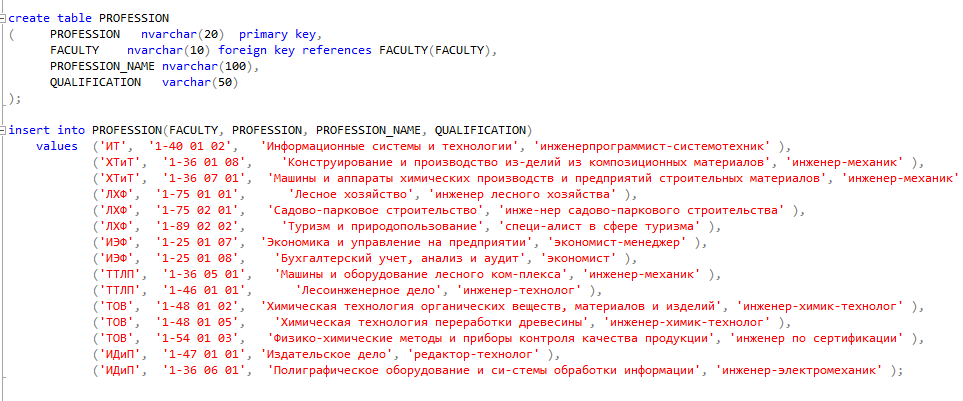 create table PROFESSION
(     PROFESSION   nvarchar(20)  primary key,
      FACULTY    nvarchar(10) foreign key references FACULTY(FACULTY),
      PROFESSION_NAME nvarchar(100),
      QUALIFICATION   varchar(50)
);
insert into PROFESSION(FACULTY, PROFESSION, PROFESSION_NAME, QUALIFICATION)
    values  ('ИТ',  '1-40 01 02',   'Информационные системы и технологии', 'инженерпрограммист-системотехник' ),
            ('ХТиТ',  '1-36 01 08',    'Конструирование и производство из-делий из композиционных материалов', 'инженер-механик' ),
            ('ХТиТ',  '1-36 07 01',   'Машины и аппараты химических производств и предприятий строительных материалов', 'инженер-механик'
            ('ЛХФ',  '1-75 01 01',     'Лесное хозяйство', 'инженер лесного хозяйства' ),
            ('ЛХФ',  '1-75 02 01',   'Садово-парковое строительство', 'инже-нер садово-паркового строительства' ),
            ('ЛХФ',  '1-89 02 02',    'Туризм и природопользование', 'специ-алист в сфере туризма' ),
            ('ИЭФ',  '1-25 01 07',  'Экономика и управление на предприятии', 'экономист-менеджер' ),
            ('ИЭФ',  '1-25 01 08',    'Бухгалтерский учет, анализ и аудит', 'экономист' ),
            ('ТТЛП',  '1-36 05 01',   'Машины и оборудование лесного ком-плекса', 'инженер-механик' ),
            ('ТТЛП',  '1-46 01 01',     'Лесоинженерное дело', 'инженер-технолог' ),
            ('ТОВ',  '1-48 01 02',  'Химическая технология органических веществ, материалов и изделий', 'инженер-химик-технолог' ),
            ('ТОВ',  '1-48 01 05',    'Химическая технология переработки древесины', 'инженер-химик-технолог' ),
            ('ТОВ',  '1-54 01 03',   'Физико-химические методы и приборы контроля качества продукции', 'инженер по сертификации' ),
            ('ИДиП',  '1-47 01 01', 'Издательское дело', 'редактор-технолог' ),
            ('ИДиП',  '1-36 06 01',   'Полиграфическое оборудование и си-стемы обработки информации', 'инженер-электромеханик' );